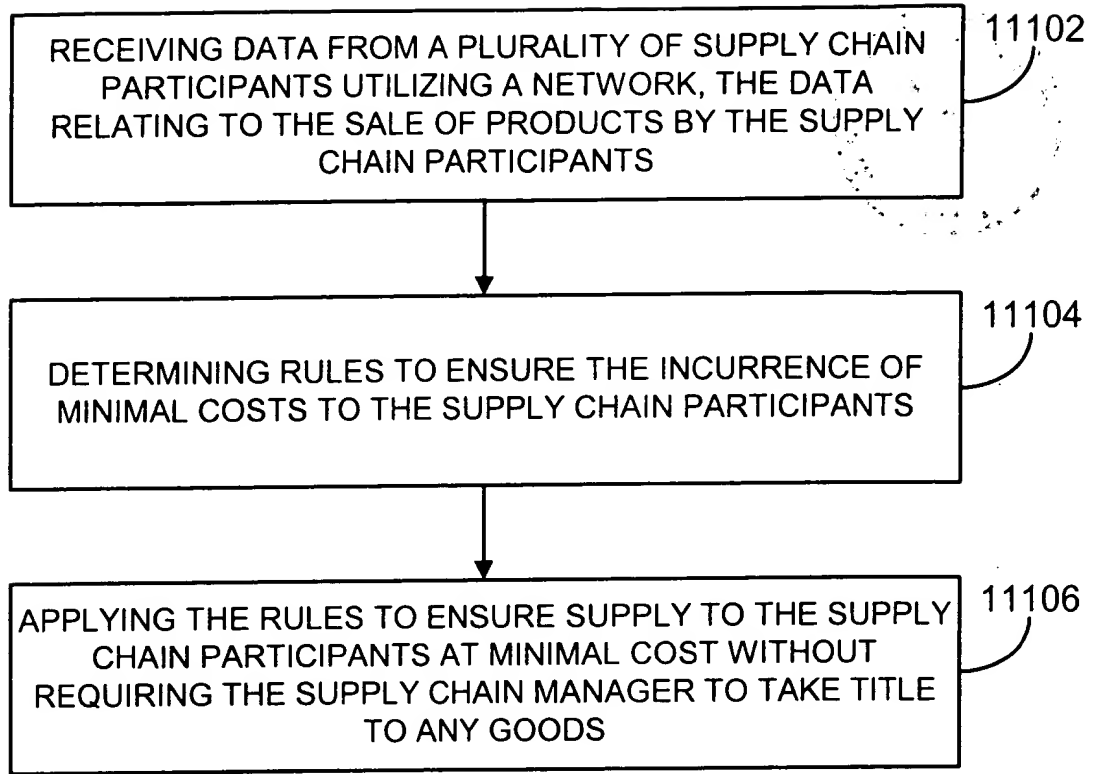 RECEIVING DATA FROM A PLURALITY OF SUPPLY CHAIN
PARTICIPANTS UTILIZING A NETWORK, THE DATA
RELATING TO THE SALE OF PRODUCTS BY THE SUPPLY
CHAIN PARTICIPANTS
11102
DETERMINING RULES TO ENSURE THE INCURRENCE OF
MINIMAL COSTS TO THE SUPPLY CHAIN PARTICIPANTS
11104
APPLYING THE RULES TO ENSURE SUPPLY TO THE SUPPLY
CHAIN PARTICIPANTS AT MINIMAL COST WITHOUT
REQUIRING THE SUPPLY CHAIN MANAGER TO TAKE TITLE
TO ANY GOODS
11106